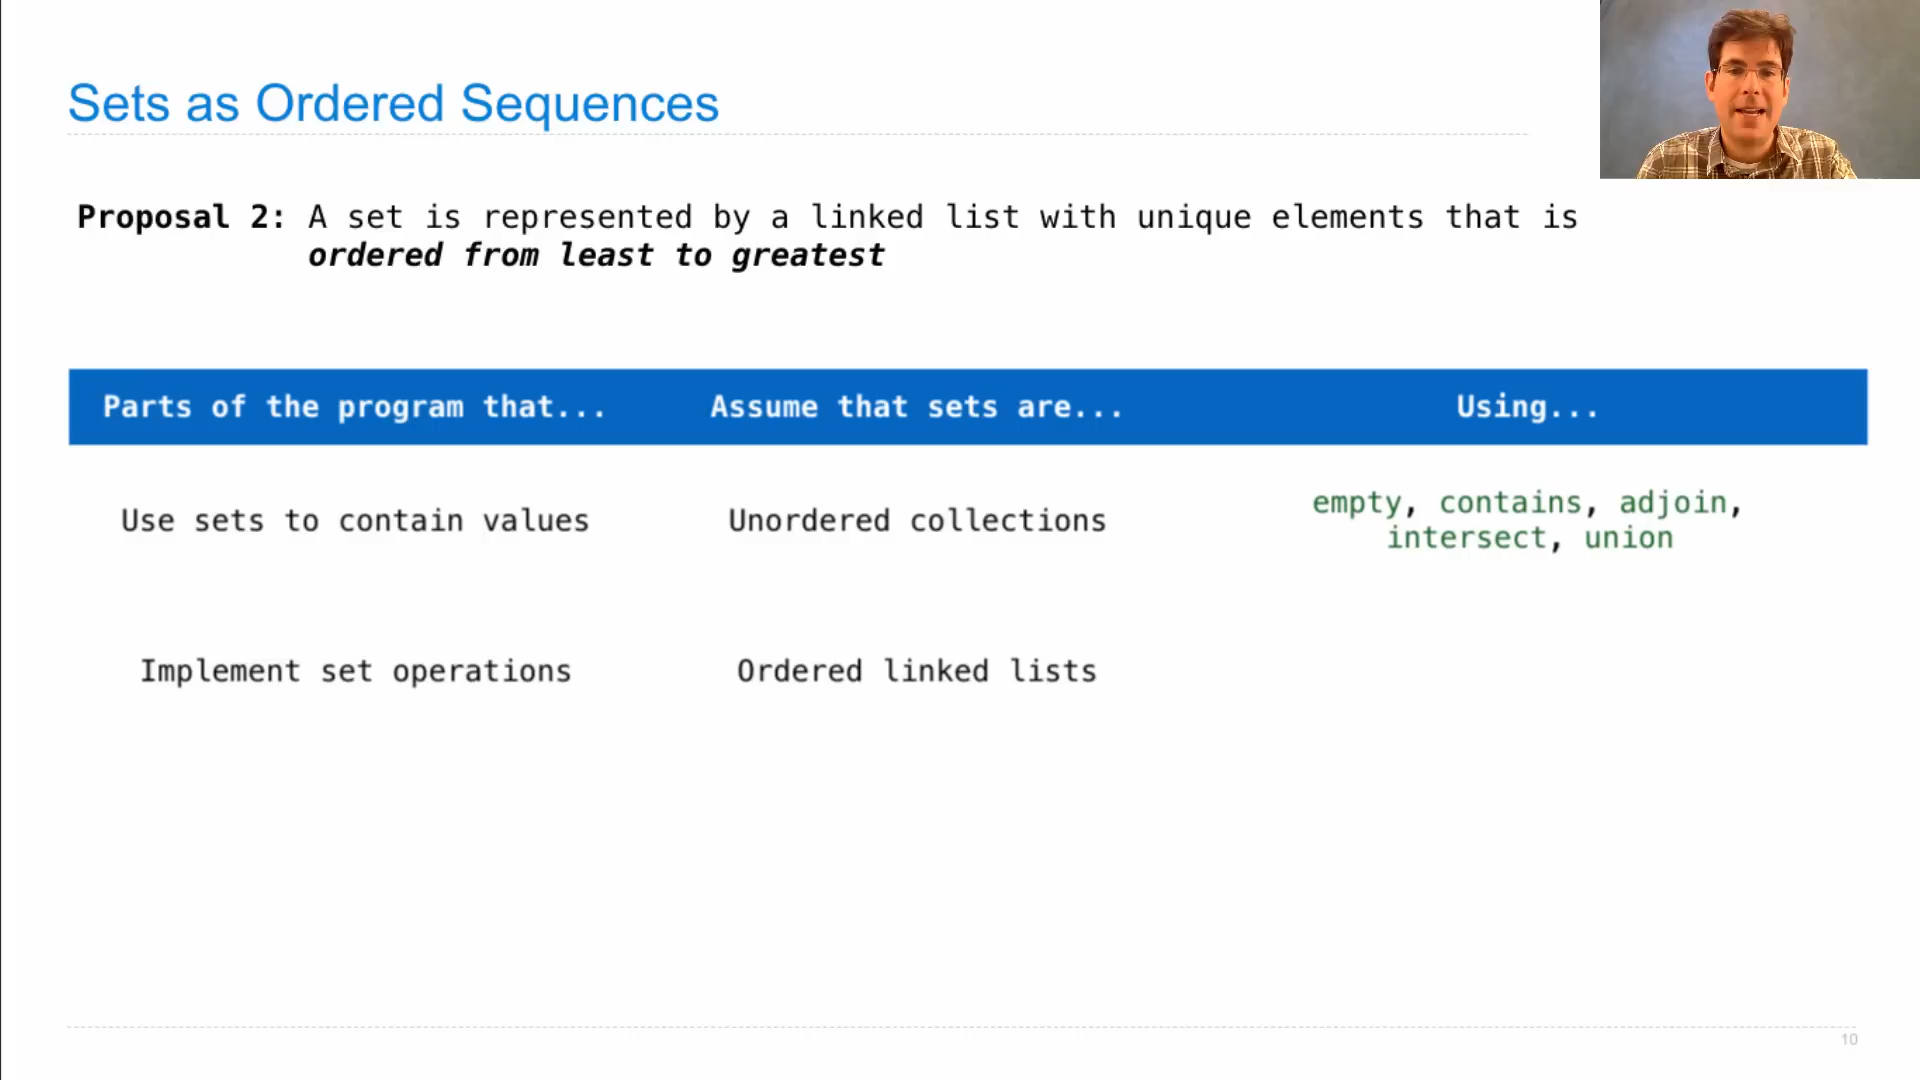 Sets as Ordered Sequences
Proposal 2: A set is represented by a linked list with unique elements that is
ordered from least to greatest
Parts of the program that... Assume that sets are... Using...
Use sets to contain values Unordered collections empty, contains, adjoin,
intersect, union
Implement set operations Ordered linked lists
10